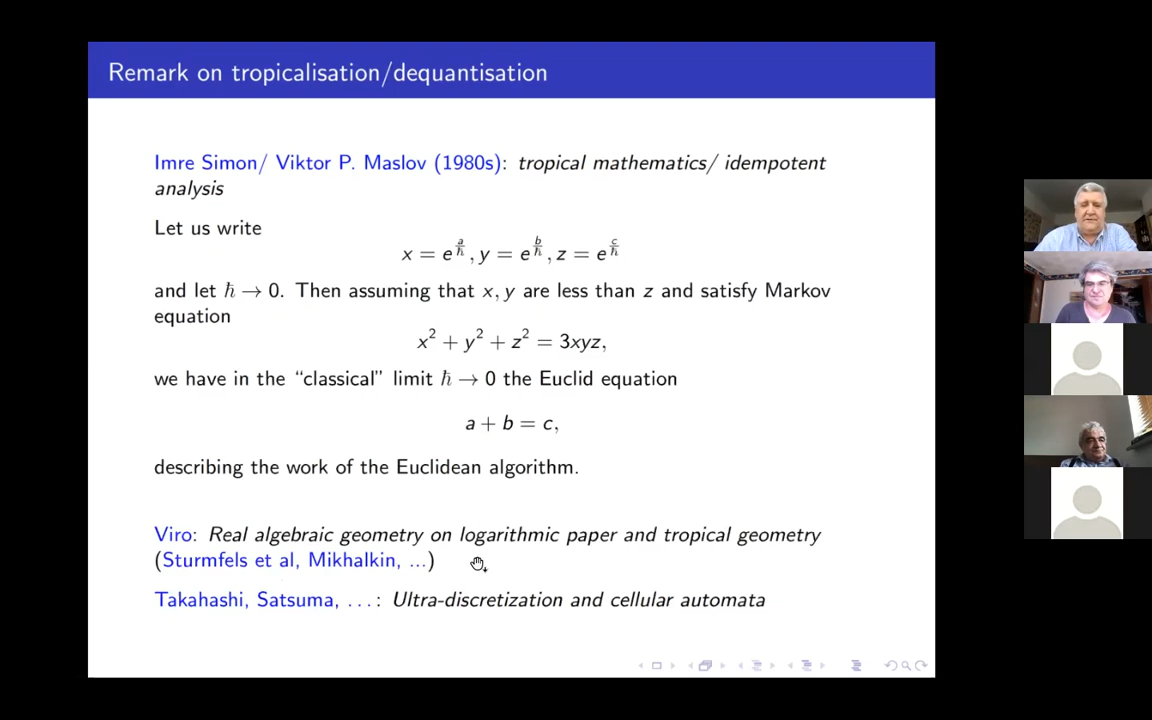 Remark on tropicalisation/dequantisation
Imre Simon/ Viktor P. Maslov (1980s): tropical mathematics/ idempotent
analysis
Let us write
x = e^{a/ħ}, y = e^{b/ħ}, z = e^{c/ħ}
and let ħ → 0. Then assuming that x, y are less than z and satisfy Markov
equation
x² + y² + z² = 3xyz,
we have in the “classical” limit ħ → 0 the Euclid equation
a + b = c,
describing the work of the Euclidean algorithm.
Viro: Real algebraic geometry on logarithmic paper and tropical geometry
(Sturmfels et al, Mikhalkin, ...)
Takahashi, Satsuma, . . . : Ultra-discretization and cellular automata